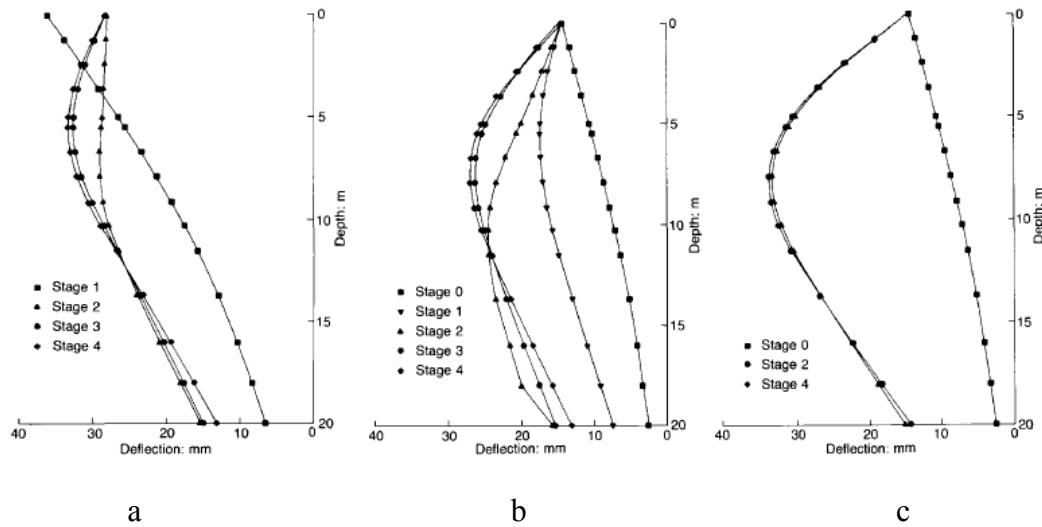 0
5
10
15
20
Depth: m
Stage 1
Stage 2
Stage 3
Stage 4
40 30 20 10 0
Deflection: mm
a
0
5
10
15
20
Depth: m
Stage 0
Stage 1
Stage 2
Stage 3
Stage 4
40 30 20 10 0
Deflection: mm
b
0
5
10
15
20
Depth: m
Stage 0
Stage 2
Stage 4
40 30 20 10 0
Deflection: mm
c